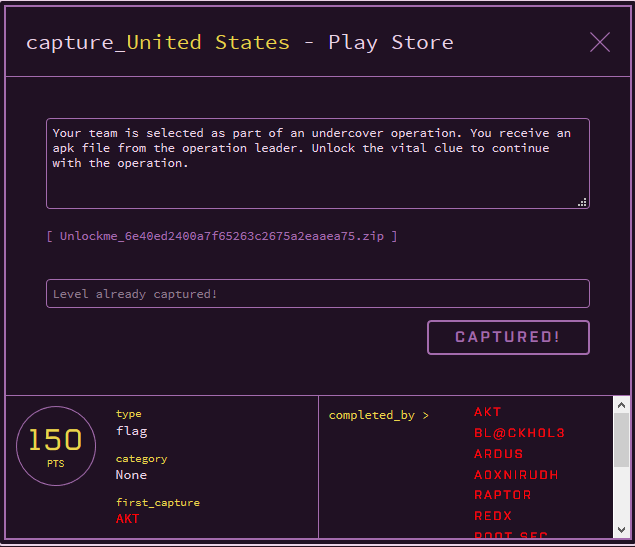 capture_United States - Play Store
Your team is selected as part of an undercover operation. You receive an
apk file from the operation leader. Unlock the vital clue to continue
with the operation.
[ Unlockme_6e40ed2400a7f65263c2675a2eaaea75.zip ]
Level already captured!
CAPTURED!
150
PTS
type
flag
category
None
first_capture
AKT
completed_by >
AKT
BL@CKHOL3
ARDUS
AOXNIRUDH
RAPTOR
REDX